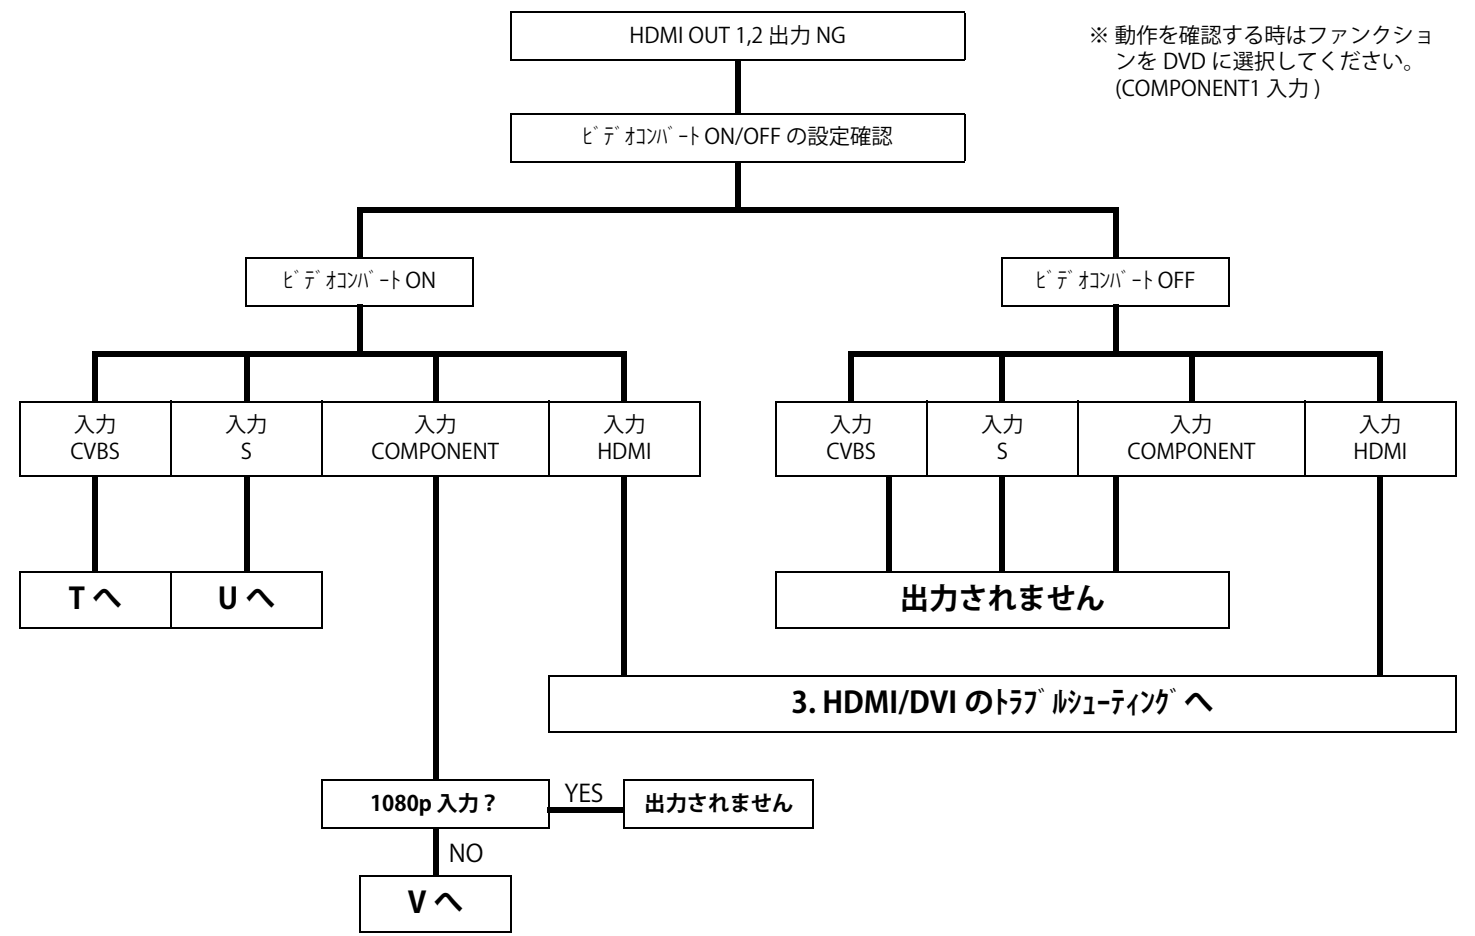 HDMI OUT 1,2 出力 NG
※ 動作を確認する時はファンクショ
ンを DVD に選択してください。
(COMPONENT1 入力 )
ﾋﾞﾃﾞｵｺﾝﾊﾞｰﾄ ON/OFF の設定確認
ﾋﾞﾃﾞｵｺﾝﾊﾞｰﾄ ON
ﾋﾞﾃﾞｵｺﾝﾊﾞｰﾄ OFF
入力
CVBS
入力
S
入力
COMPONENT
入力
HDMI
入力
CVBS
入力
S
入力
COMPONENT
入力
HDMI
T へ
U へ
出力されません
3. HDMI/DVI のﾄﾗﾌﾞﾙｼｭｰﾃｨﾝｸﾞ へ
1080p 入力？
YES
出力されません
NO
V へ